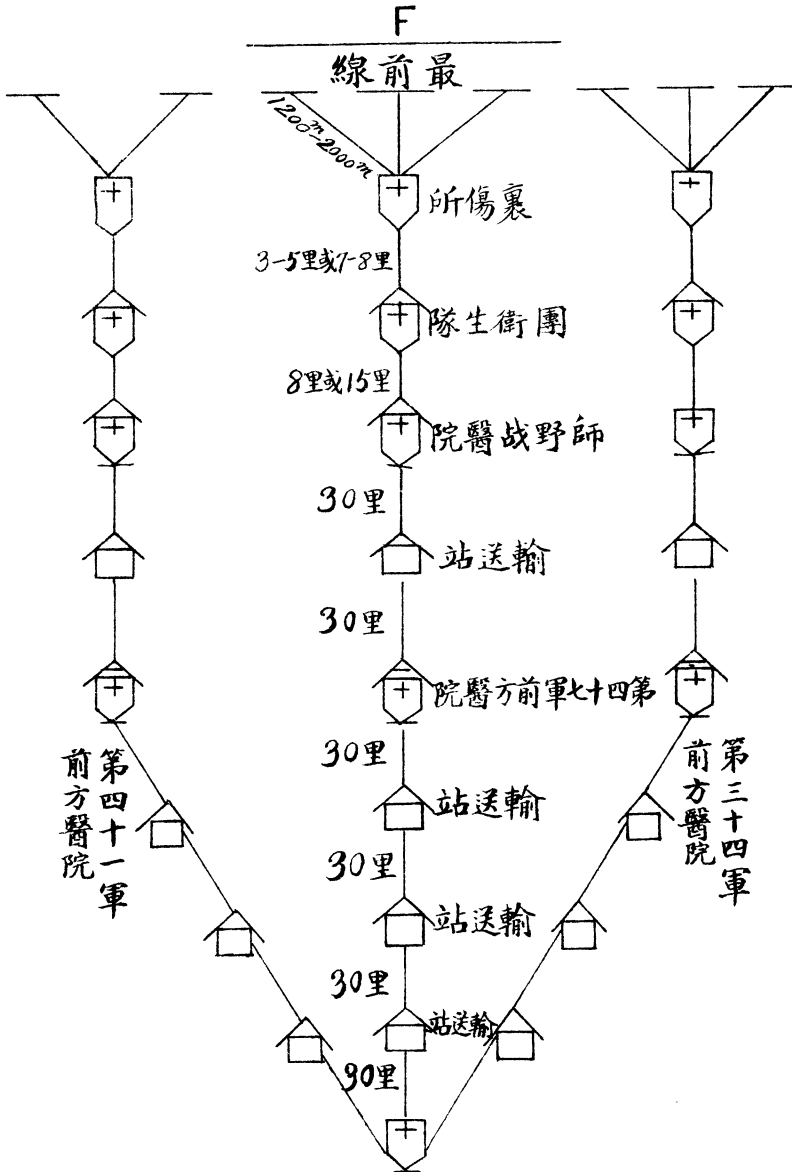 F
最前線
1200m-2000m
裹傷所
3-5里或7-8里
團衛生隊
8里或15里
師野战醫院
30里
輸送站
30里
第四十七軍前方醫院
30里
第三十四軍
前方醫院
第四十一軍
前方醫院
輸送站
30里
輸送站
30里
輸送站
30里